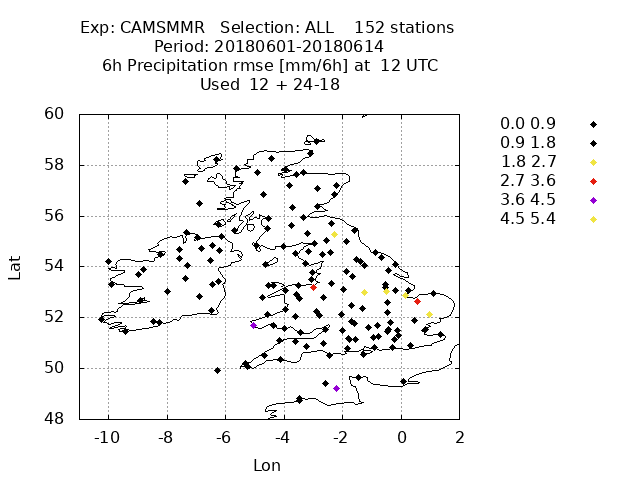 Exp: CAMSMMR Selection: ALL 152 stations
Period: 20180601-20180614
6h Precipitation rmse [mm/6h] at 12 UTC
Used 12 + 24-18
60
58
56
54
52
50
48
Lat
-10 -8 -6 -4 -2 0 2
Lon
0.0 0.9
0.9 1.8
1.8 2.7
2.7 3.6
3.6 4.5
4.5 5.4